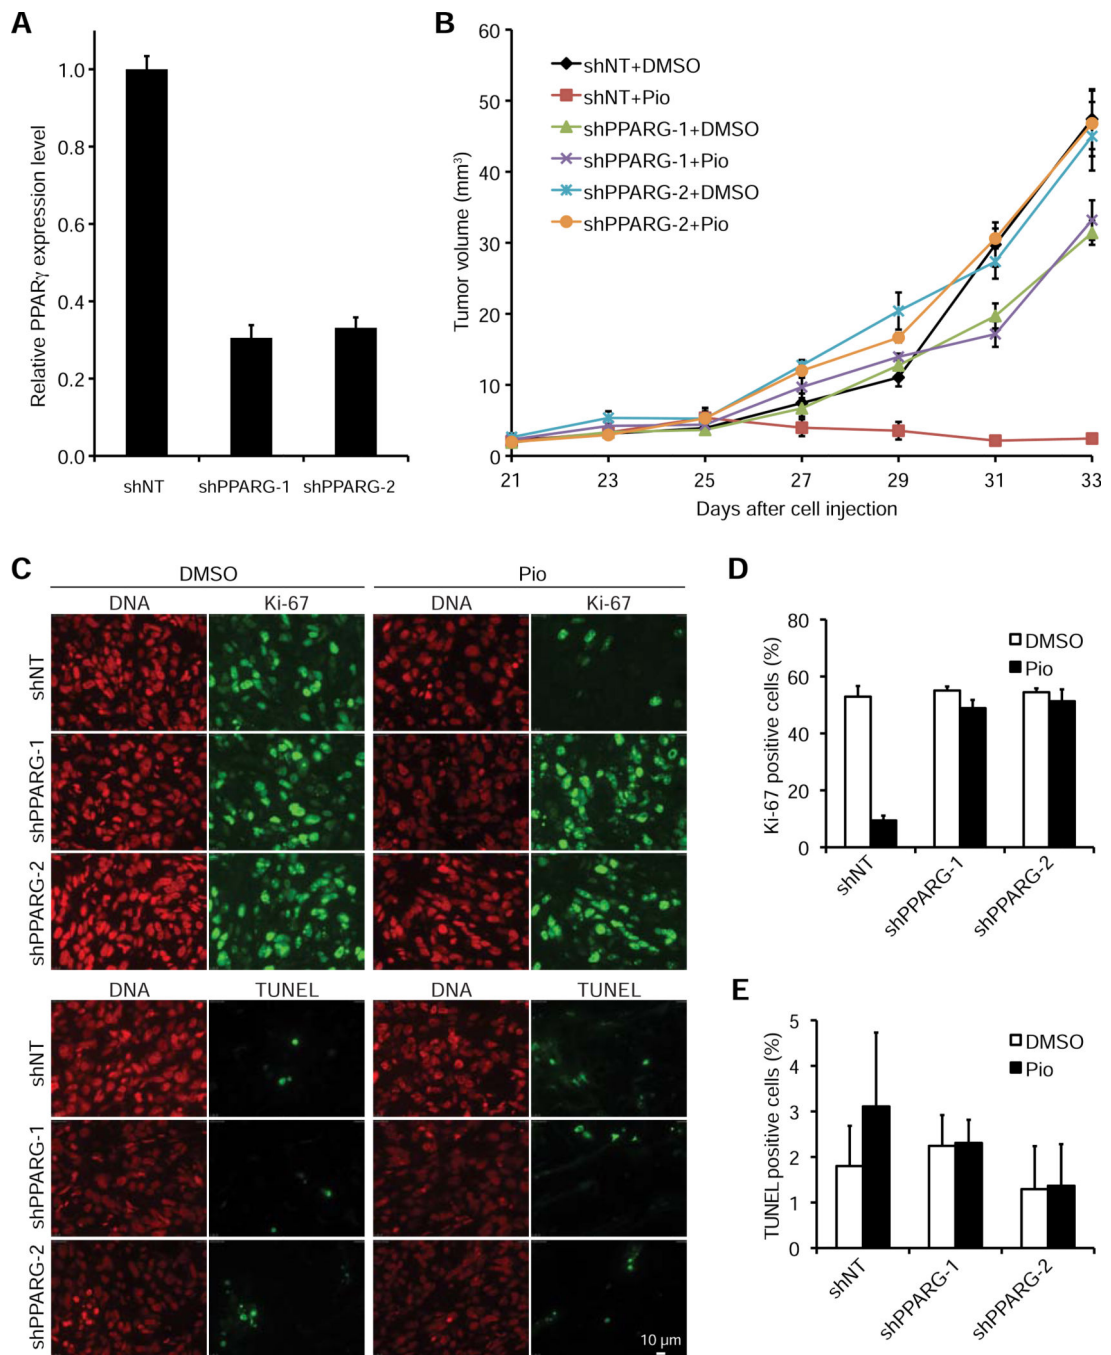 A
Relative PPARγ expression level
1.0
0.8
0.6
0.4
0.2
0.0
shNT
shPPARG-1
shPPARG-2
B
Tumor volume (mm³)
60
50
40
30
20
10
0
shNT+DMSO
shNT+Pio
shPPARG-1+DMSO
shPPARG-1+Pio
shPPARG-2+DMSO
shPPARG-2+Pio
21 23 25 27 29 31 33
Days after cell injection
C
DMSO Pio
DNA Ki-67 DNA Ki-67
shNT
shPPARG-1
shPPARG-2
DNA TUNEL DNA TUNEL
shNT
shPPARG-1
shPPARG-2
10 µm
D
Ki-67 positive cells (%)
80
60
40
20
0
DMSO
Pio
shNT
shPPARG-1
shPPARG-2
E
TUNEL positive cells (%)
5
4
3
2
1
0
DMSO
Pio
shNT
shPPARG-1
shPPARG-2